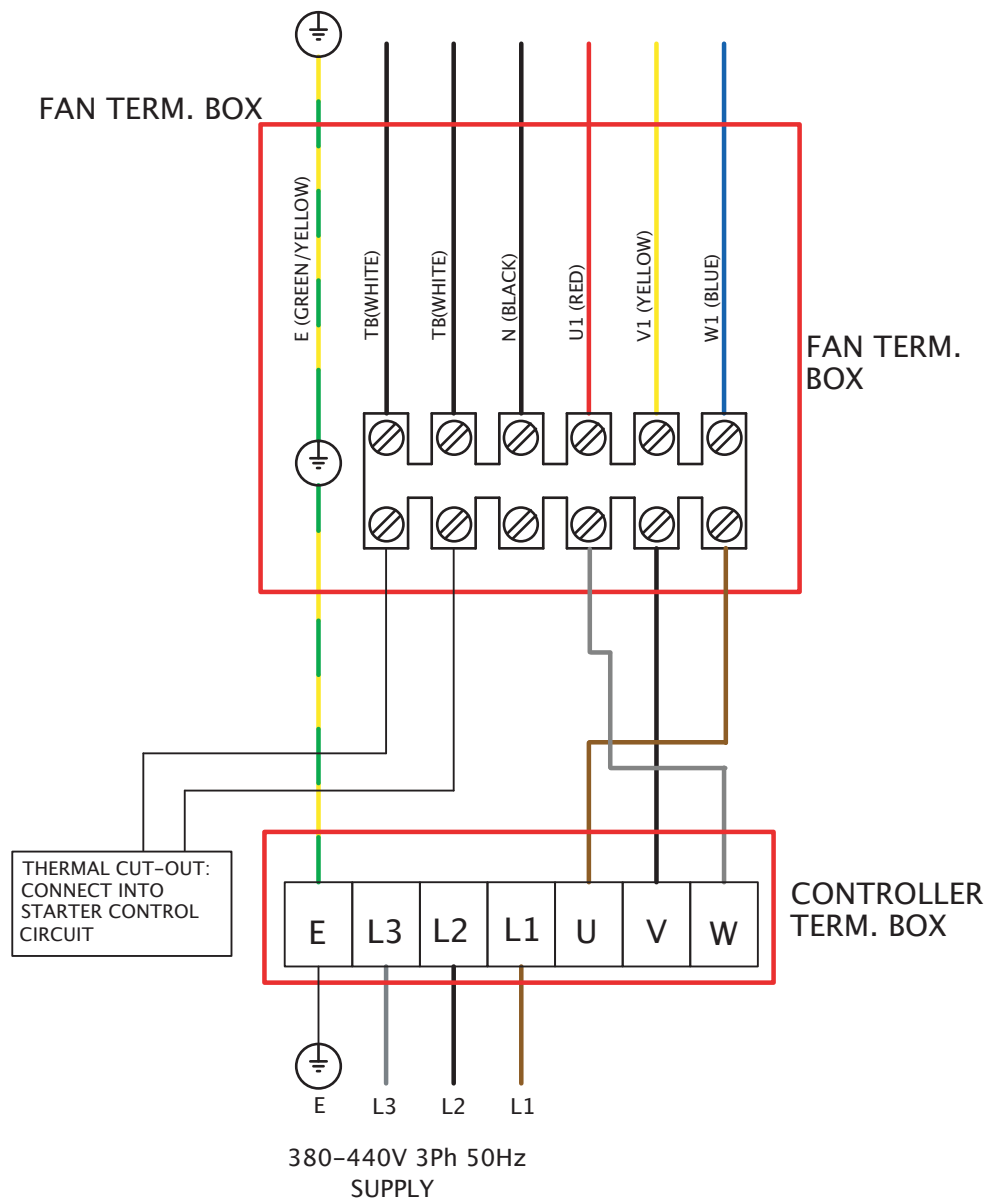 FAN TERM. BOX
E (GREEN/YELLOW)
TB(WHITE)
TB(WHITE)
N (BLACK)
U1 (RED)
V1 (YELLOW)
W1 (BLUE)
FAN TERM.
BOX
THERMAL CUT-OUT:
CONNECT INTO
STARTER CONTROL
CIRCUIT
E L3 L2 L1 U V W
CONTROLLER
TERM. BOX
E L3 L2 L1
380-440V 3Ph 50Hz
SUPPLY